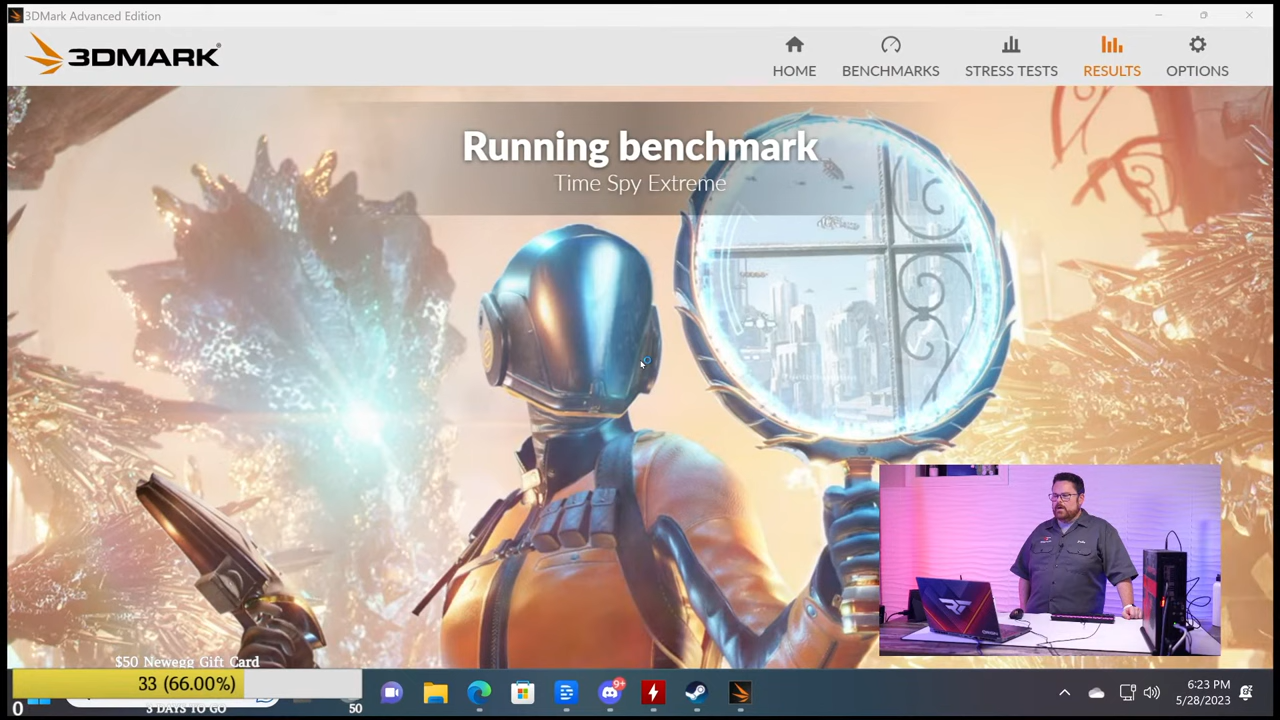 3DMark Advanced Edition
3DMARK
HOME
BENCHMARKS
STRESS TESTS
RESULTS
OPTIONS
Running benchmark
Time Spy Extreme
$50 Newegg Gift Card
33 (66.00%)
0
3 DAYS TO GO
50
9+
6:23 PM
5/28/2023